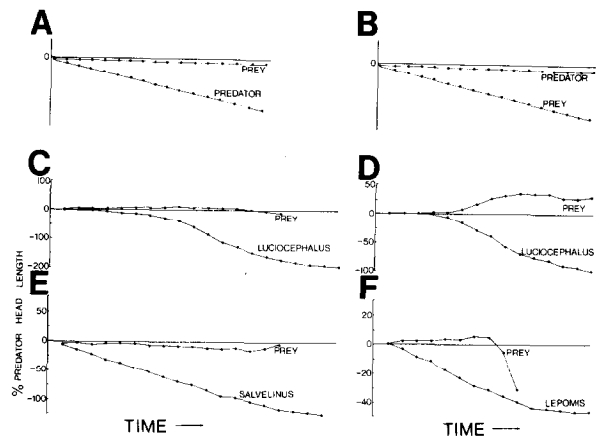 A
0
PREY
PREDATOR
B
0
PREDATOR
PREY
C
100
0
-100
-200
PREY
LUCIOCEPHALUS
D
50
0
-50
-100
PREY
LUCIOCEPHALUS
% PREDATOR HEAD LENGTH
E
50
0
-50
-100
PREY
SALVELINUS
TIME
F
20
0
-20
-40
PREY
LEPOMIS
TIME